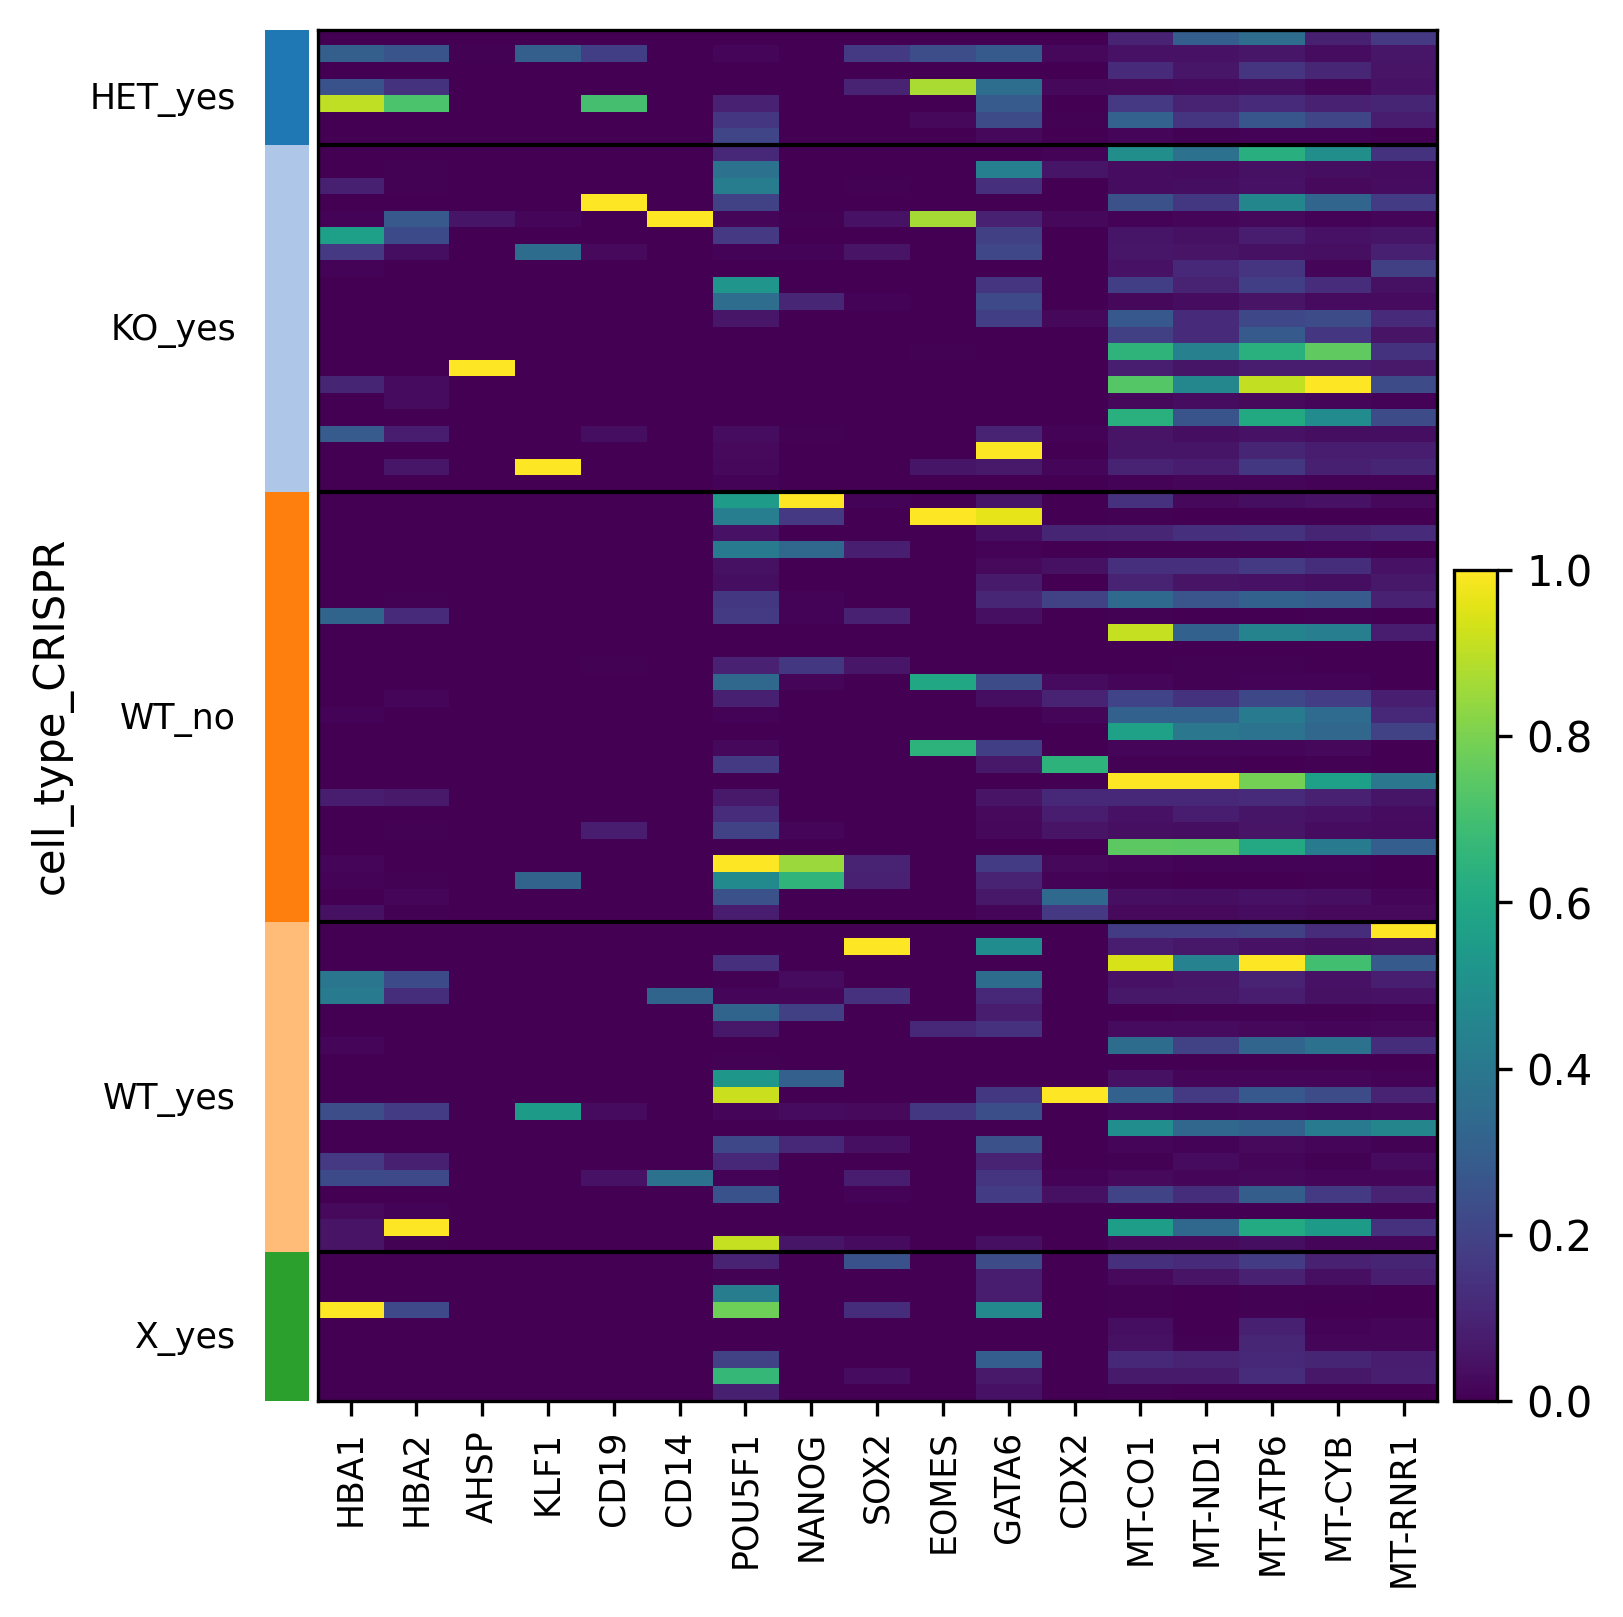 cell_type_CRISPR
HET_yes
KO_yes
WT_no
WT_yes
X_yes
1.0
0.8
0.6
0.4
0.2
0.0
HBA1
HBA2
AHSP
KLF1
CD19
CD14
POU5F1
NANOG
SOX2
EOMES
GATA6
CDX2
MT-CO1
MT-ND1
MT-ATP6
MT-CYB
MT-RNR1